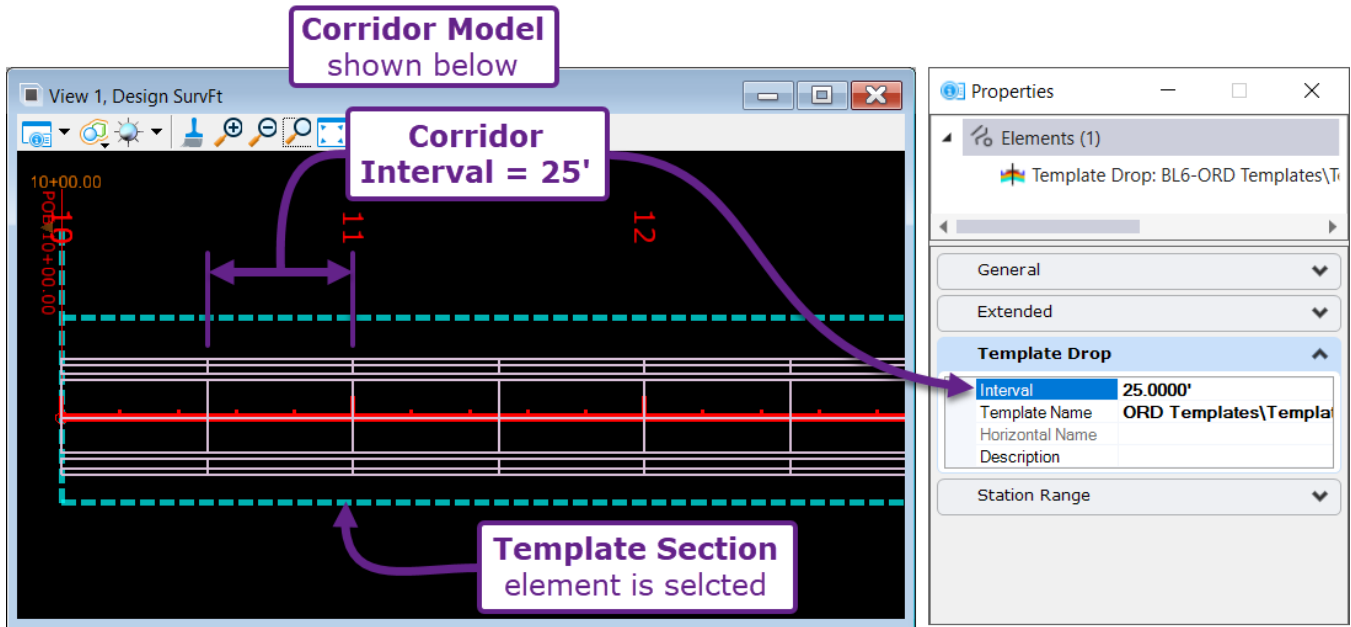 Corridor Model
shown below
View 1, Design SurvFt
Corridor
Interval = 25'
10+00.00
POB 10+00.00
10
11
12
Template Section
element is selcted
Properties
Elements (1)
Template Drop: BL6-ORD Templates\Te
General
Extended
Template Drop
Interval 25.0000'
Template Name ORD Templates\Templat
Horizontal Name
Description
Station Range